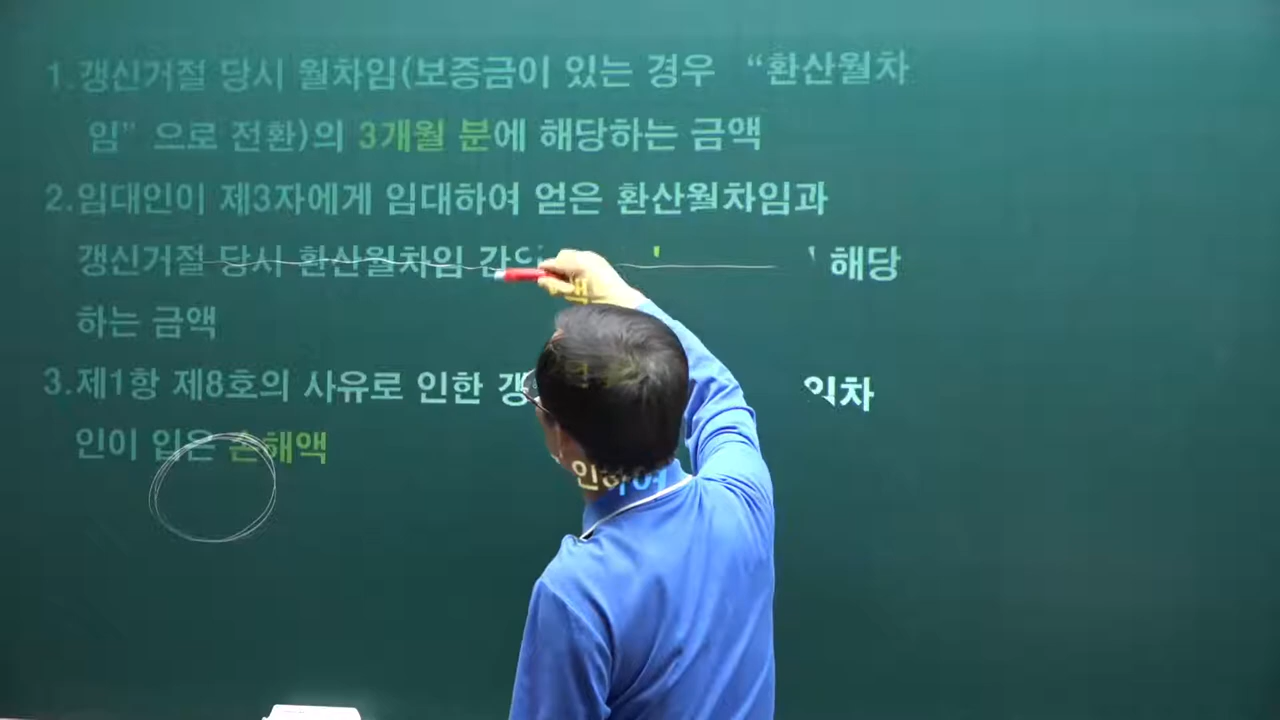 1.갱신거절 당시 월차임(보증금이 있는 경우 “환산월차
임” 으로 전환)의 3개월 분에 해당하는 금액
2.임대인이 제3자에게 임대하여 얻은 환산월차임과
갱신거절 당시 환산월차임 해당
하는 금액
3.제1항 제8호의 사유로 인한 임차
인이 입은 손해액
인하여